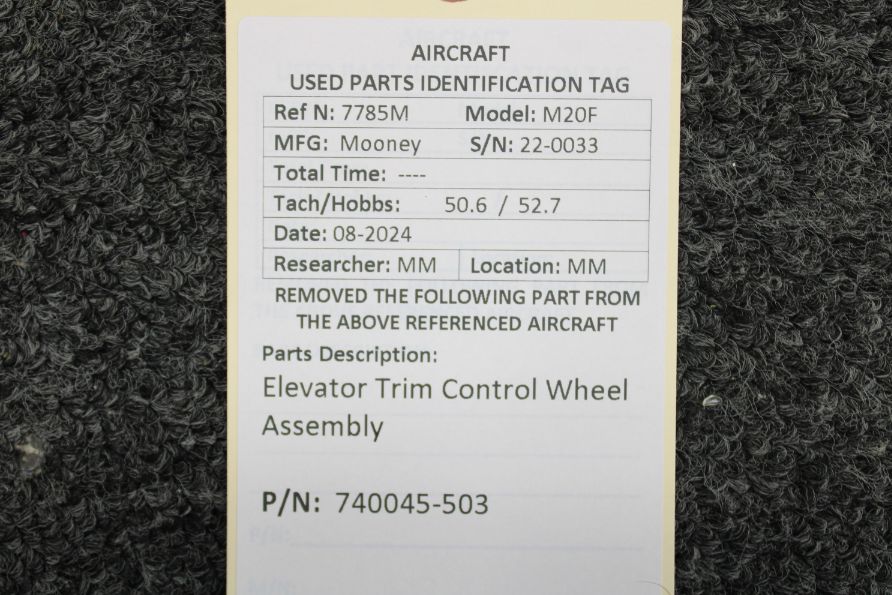 AIRCRAFT
USED PARTS IDENTIFICATION TAG
Ref N: 7785M Model: M20F
MFG: Mooney S/N: 22-0033
Total Time: ----
Tach/Hobbs: 50.6 / 52.7
Date: 08-2024
Researcher: MM Location: MM
REMOVED THE FOLLOWING PART FROM
THE ABOVE REFERENCED AIRCRAFT
Parts Description:
Elevator Trim Control Wheel
Assembly
P/N: 740045-503